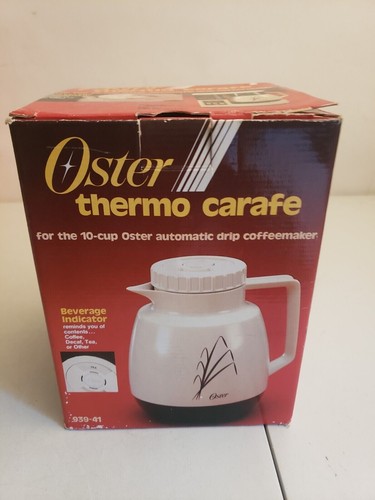 Oster
thermo carafe
for the 10-cup Oster automatic drip coffeemaker
Beverage
Indicator
reminds you of
contents...
Coffee,
Decaf, Tea,
or Other
Oster
939-41